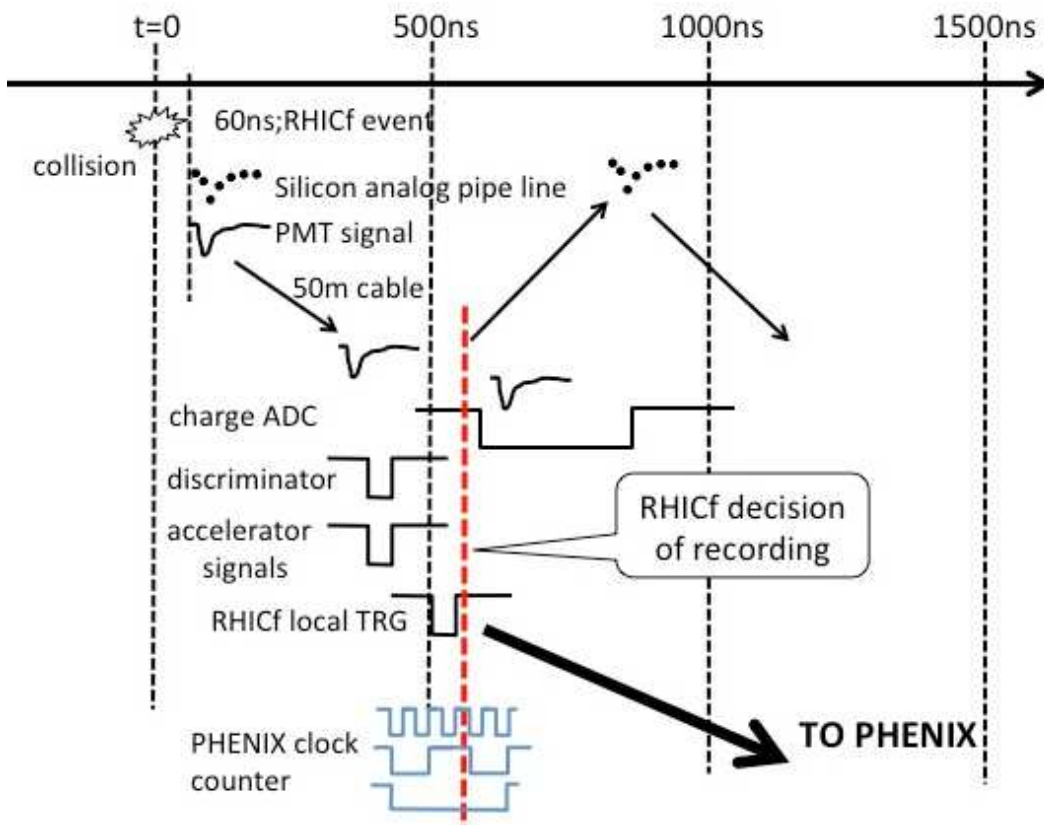 t=0
500ns
1000ns
1500ns
60ns;RHICf event
collision
Silicon analog pipe line
PMT signal
50m cable
charge ADC
discriminator
RHICf decision
of recording
accelerator
signals
RHICf local TRG
TO PHENIX
PHENIX clock
counter